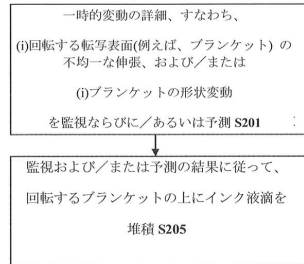 一時的変動の詳細、すなわち、
(i)回転する転写表面(例えば、ブランケット) の
不均一な伸張、および／または
(i)ブランケットの形状変動
を監視ならびに／あるいは予測 S201 :
監視および／または予測の結果に従って、
回転するブランケットの上にインク液滴を
堆積 S205